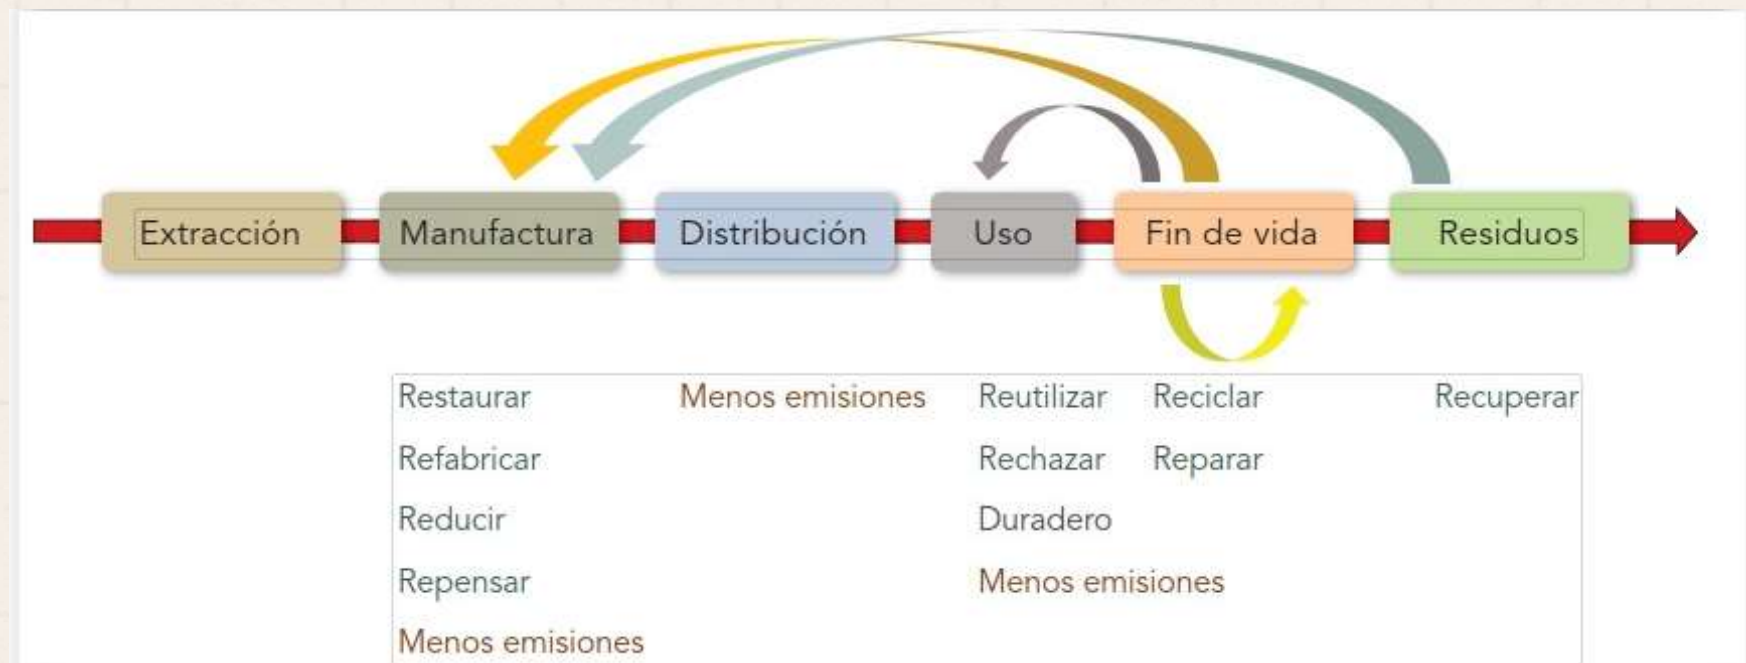 Extracción Manufactura Distribución Uso Fin de vida Residuos
Restaurar Menos emisiones Reutilizar Reciclar Recuperar
Refabricar Rechazar Reparar
Reducir Duradero
Repensar Menos emisiones
Menos emisiones